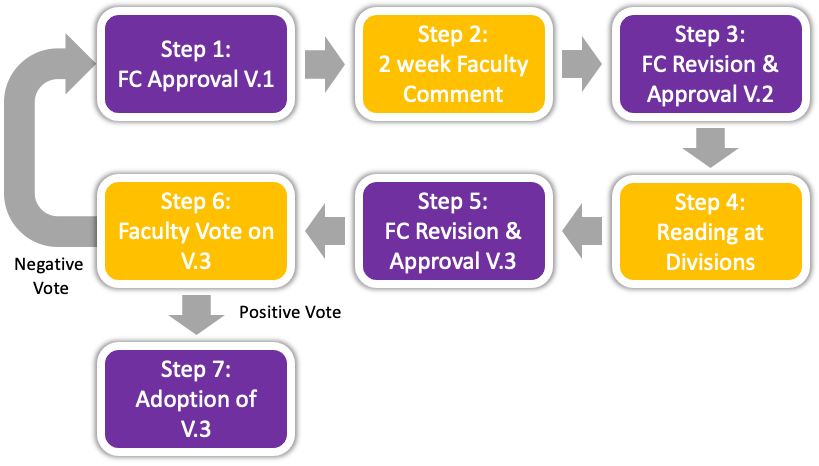 Step 1:
FC Approval V.1
Step 2:
2 week Faculty
Comment
Step 3:
FC Revision &
Approval V.2
Step 4:
Reading at
Divisions
Step 5:
FC Revision &
Approval V.3
Step 6:
Faculty Vote on
V.3
Negative
Vote
Positive Vote
Step 7:
Adoption of
V.3